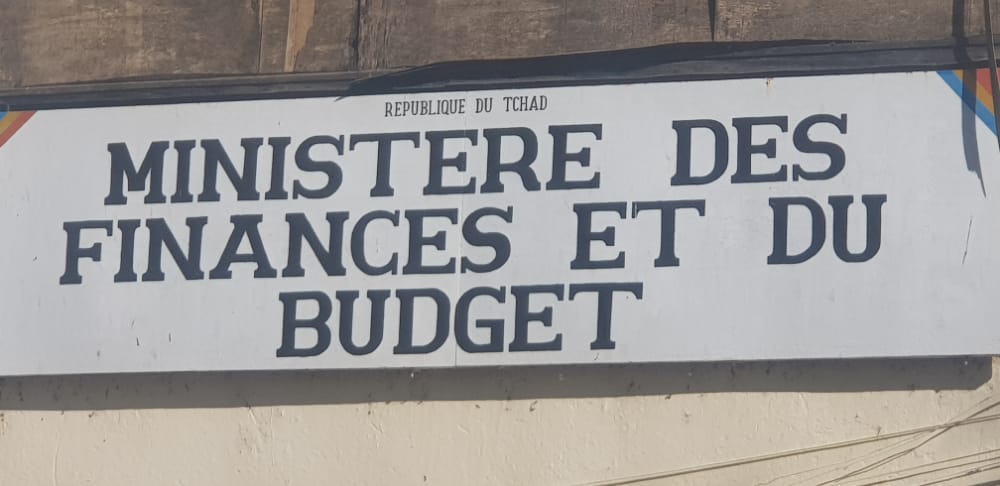 REPUBLIQUE DU TCHAD
MINISTERE DES
FINANCES ET DU
BUDGET